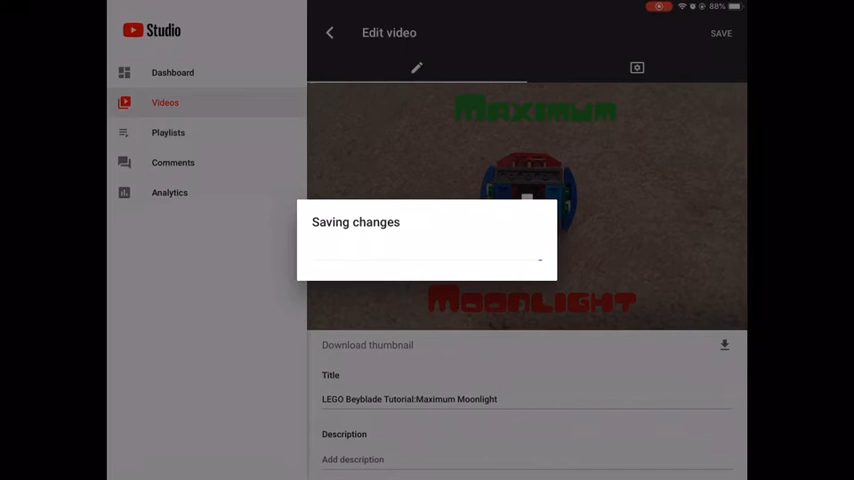 Studio
Edit video
SAVE
88%
Dashboard
Videos
Playlists
Comments
Analytics
MAXIMUM
Saving changes
MOONLIGHT
Download thumbnail
Title
LEGO Beyblade Tutorial:Maximum Moonlight
Description
Add description